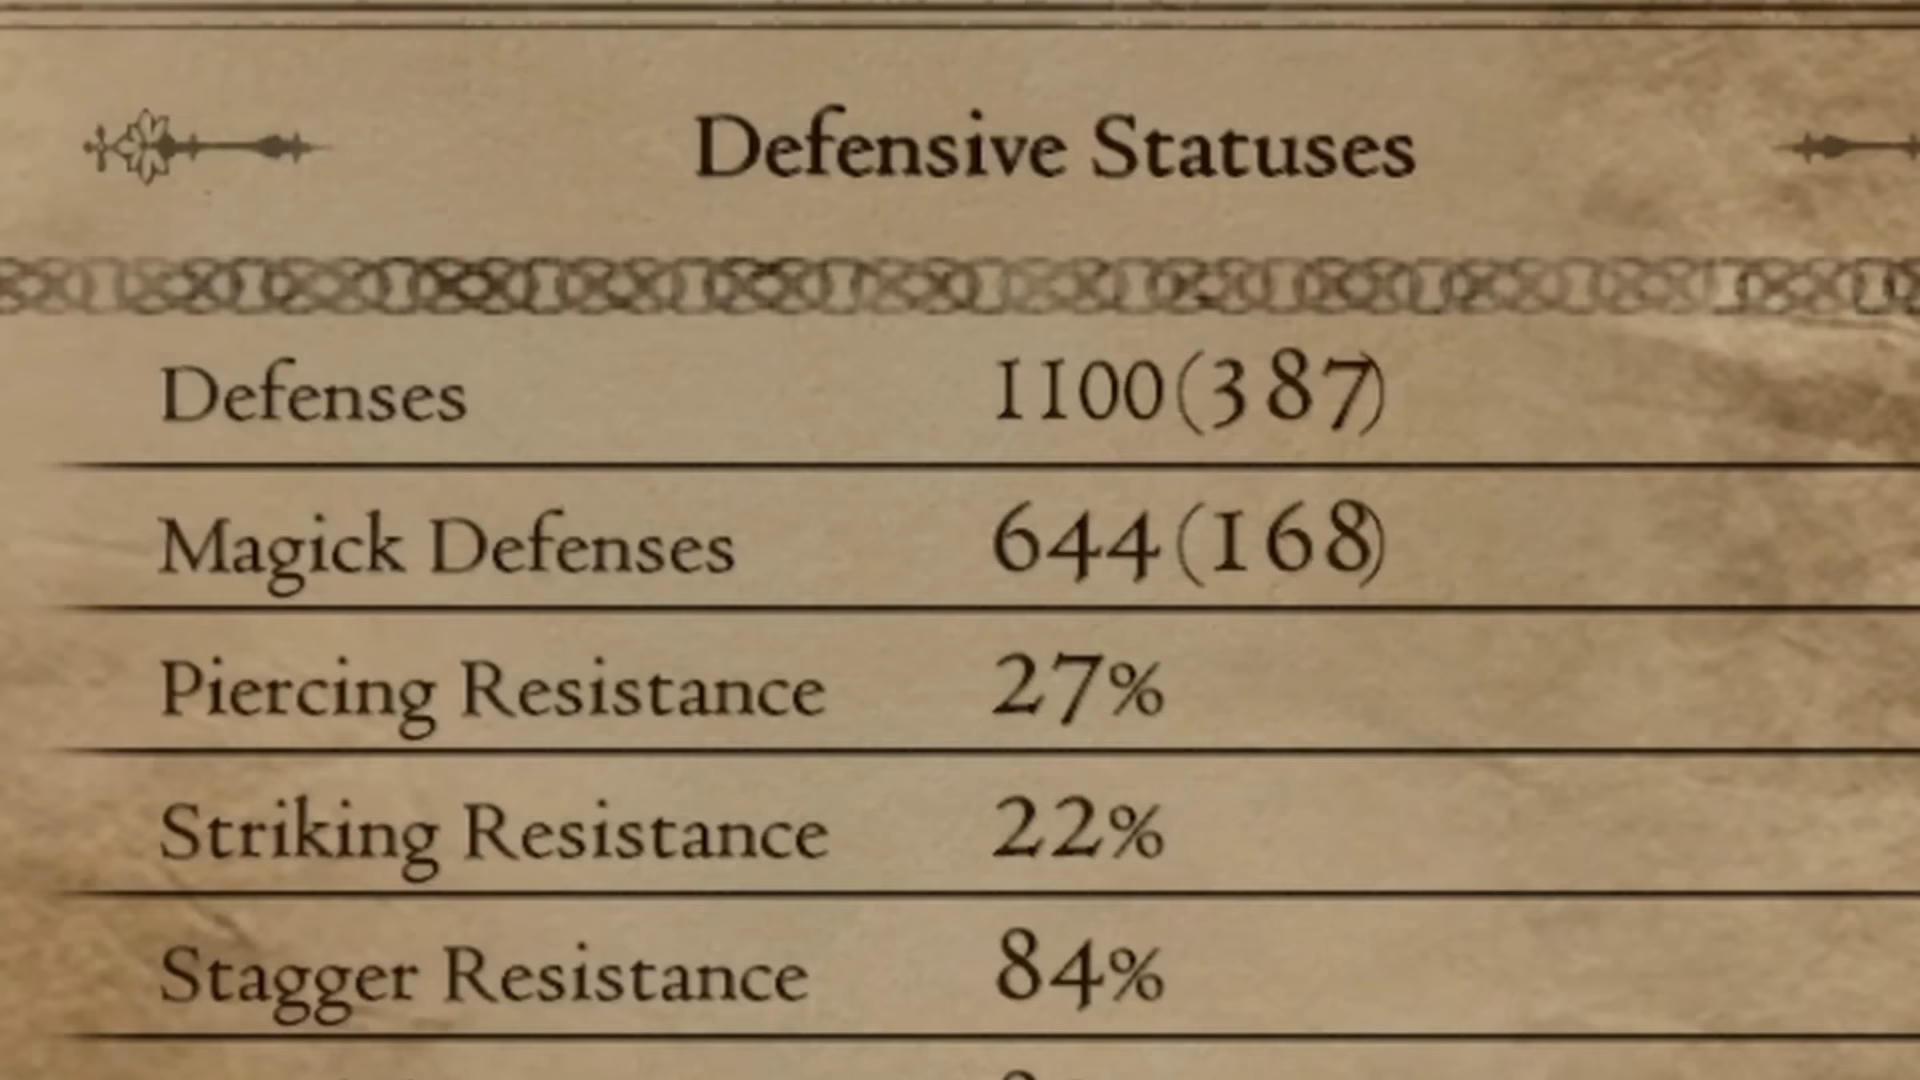 Defensive Statuses
Defenses 1100(387)
Magick Defenses 644(168)
Piercing Resistance 27%
Striking Resistance 22%
Stagger Resistance 84%